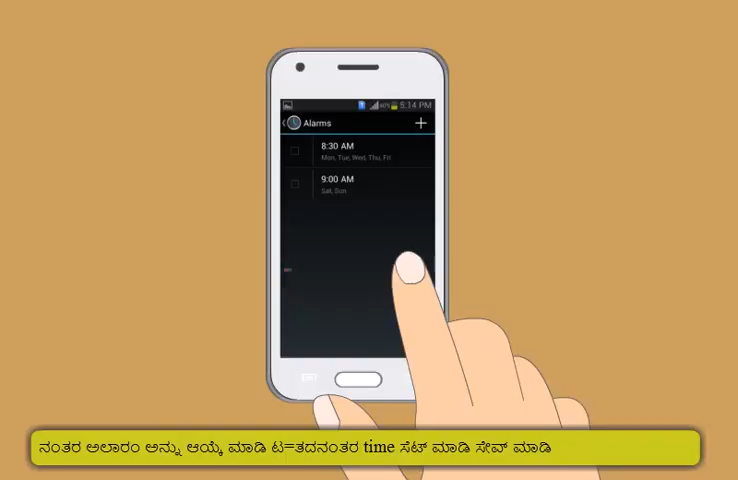 5:14 PM
Alarms
8:30 AM
Mon, Tue, Wed, Thu, Fri
9:00 AM
Sat, Sun
ನಂತರ ಅಲಾರಂ ಅನ್ನು ಆಯ್ಕೆ ಮಾಡಿ ಟ=ತದನಂತರ time ಸೆಟ್ ಮಾಡಿ ಸೇವ್ ಮಾಡಿ